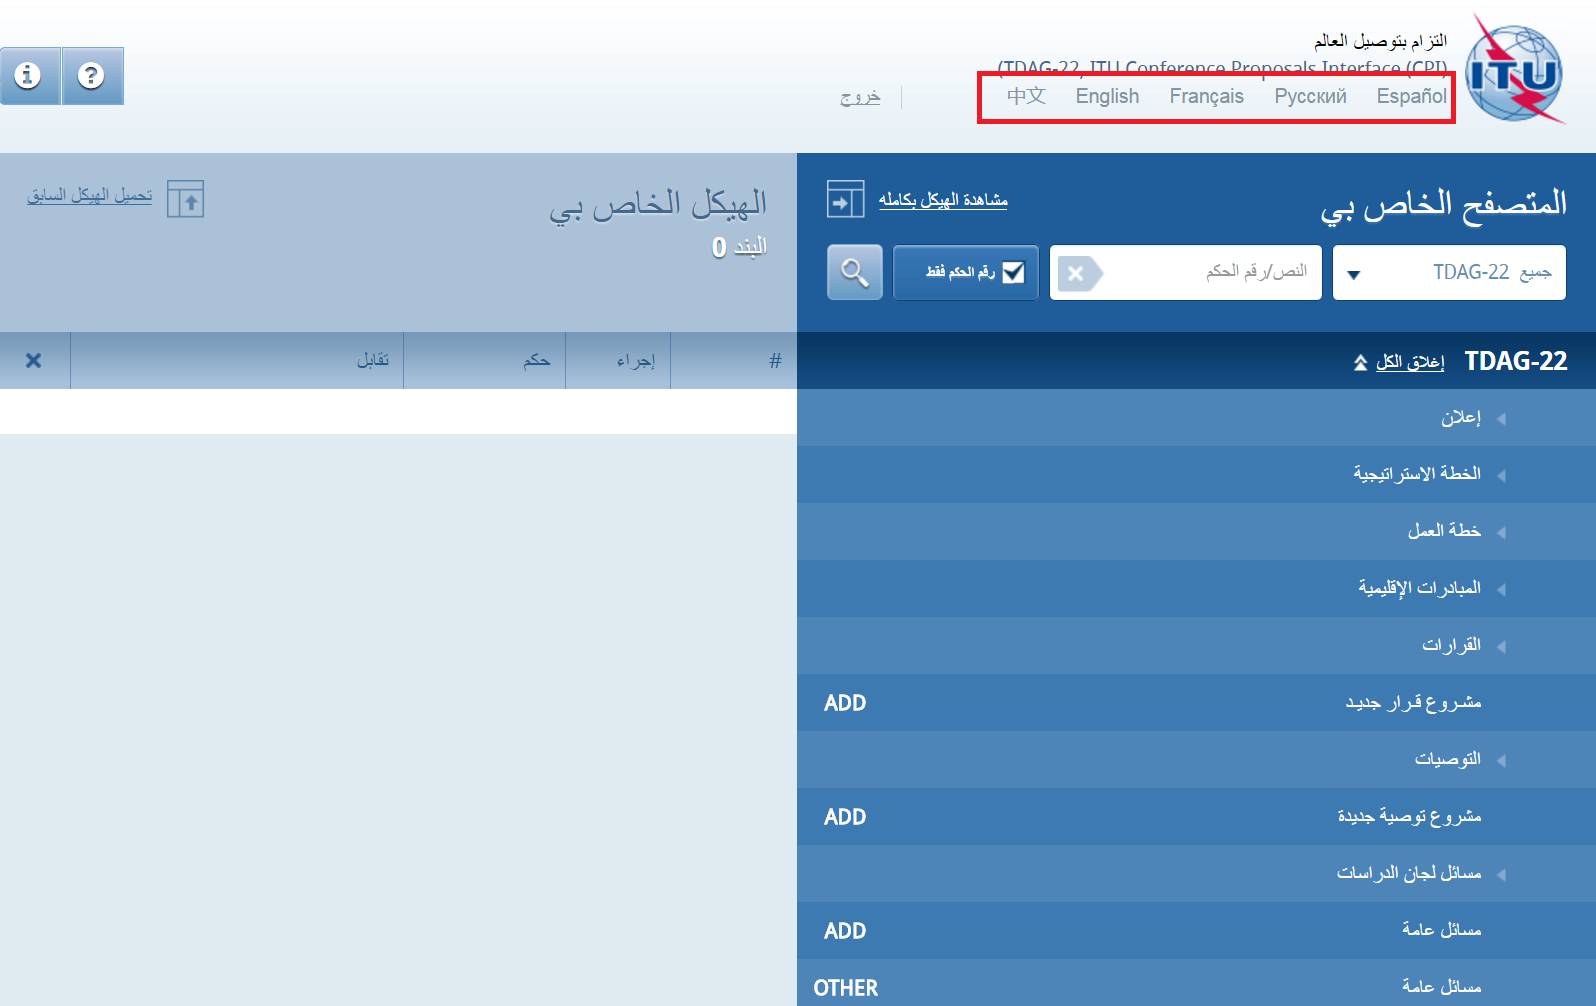 التزام بتوصيل العالم
ITU
(TDAG-22, ITU Conference Proposals Interface (CPI)
Español Русский Français English 中文
خروج
المتصفح الخاص بي
مشاهدة الهيكل بكامله
جميع TDAG-22
النص/رقم الحكم
رقم الحكم فقط
TDAG-22 إغلاق الكل
إعلان
الخطة الاستراتيجية
خطة العمل
المبادرات الإقليمية
القرارات
مشـروع قـرار جديـد ADD
التوصيات
مشروع توصية جديدة ADD
مسائل لجان الدراسات
مسائل عامة ADD
مسائل عامة OTHER
الهيكل الخاص بي
تحميل الهيكل السابق
البند 0
# إجراء حكم تقابل